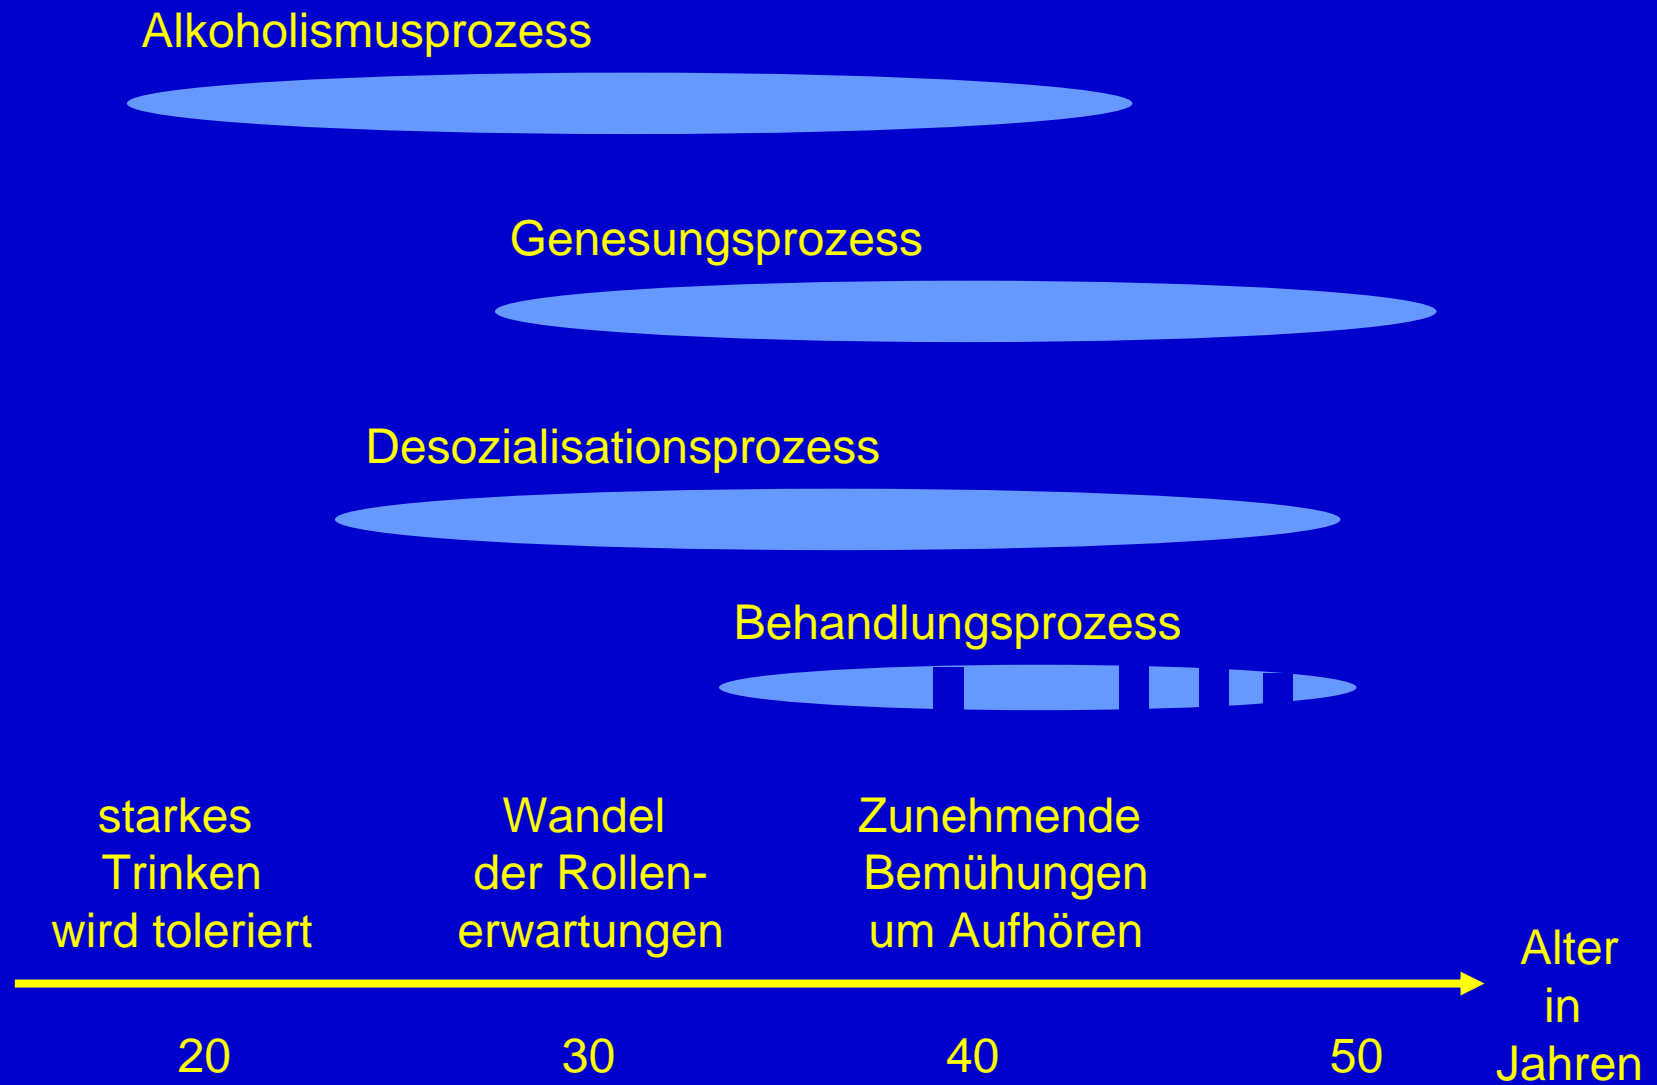 Alkoholismusprozess
Genesungsprozess
Desozialisationsprozess
Behandlungsprozess
starkes
Trinken
wird toleriert
Wandel
der Rollen-
erwartungen
Zunehmende
Bemühungen
um Aufhören
Alter
in
Jahren
20
30
40
50